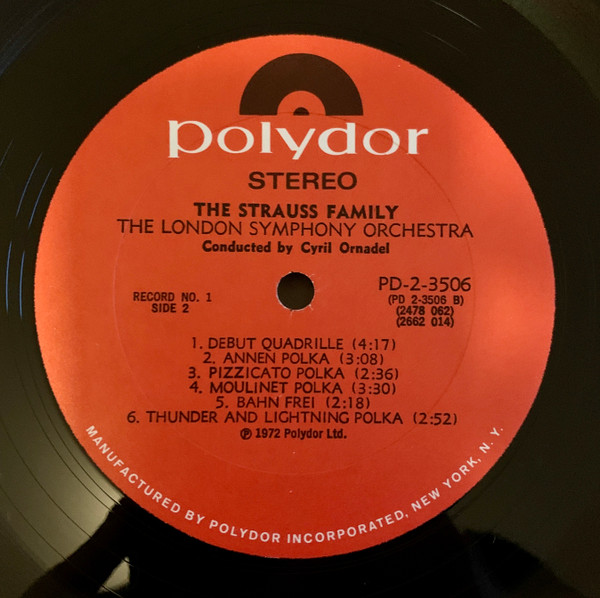 polydor
STEREO
THE STRAUSS FAMILY
THE LONDON SYMPHONY ORCHESTRA
Conducted by Cyril Ornadel
RECORD NO. 1
SIDE 2
PD-2-3506
(PD 2-3506 B)
(2478 062)
(2662 014)
1. DEBUT QUADRILLE (4:17)
2. ANNEN POLKA (3:08)
3. PIZZICATO POLKA (2:36)
4. MOULINET POLKA (3:30)
5. BAHN FREI (2:18)
6. THUNDER AND LIGHTNING POLKA (2:52)
℗ 1972 Polydor Ltd.
MANUFACTURED BY POLYDOR INCORPORATED, NEW YORK, N. Y.